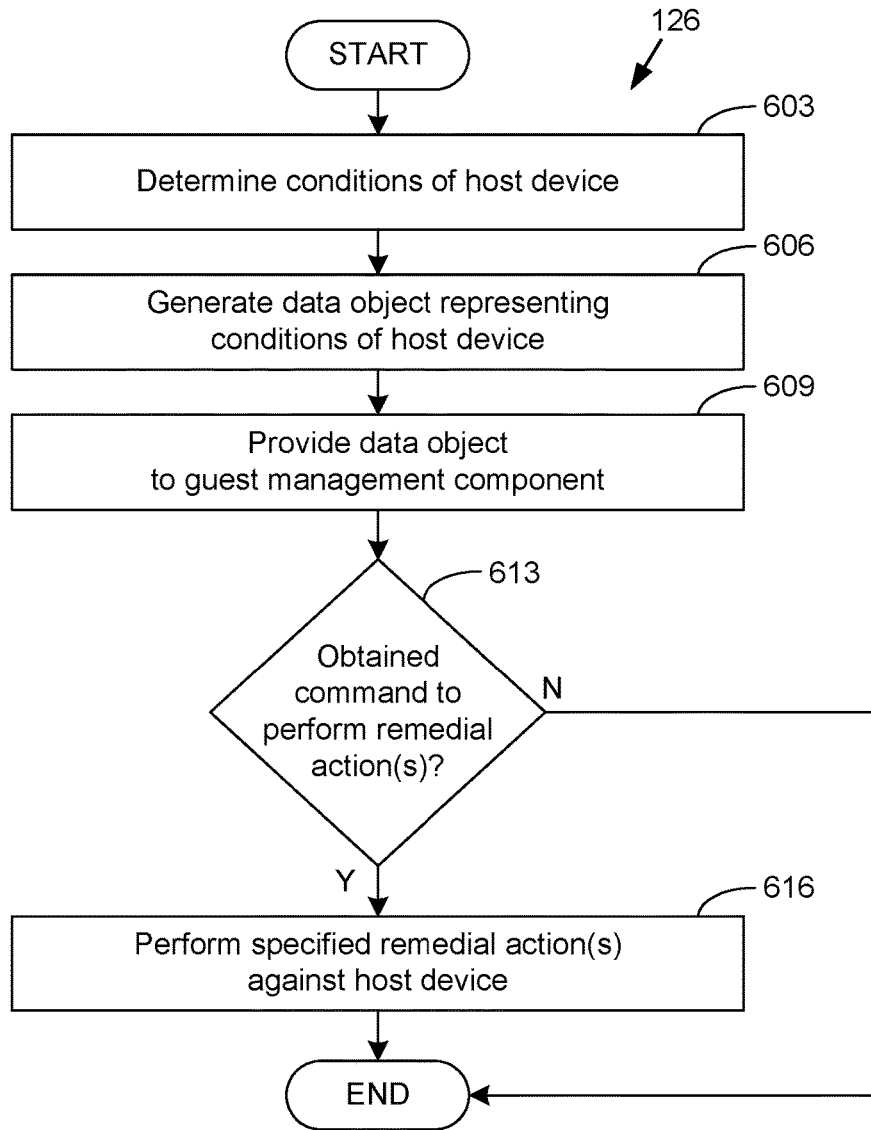 START
126
603
Determine conditions of host device
606
Generate data object representing
conditions of host device
609
Provide data object
to guest management component
613
Obtained
command to
perform remedial
action(s)?
N
Y
616
Perform specified remedial action(s)
against host device
END